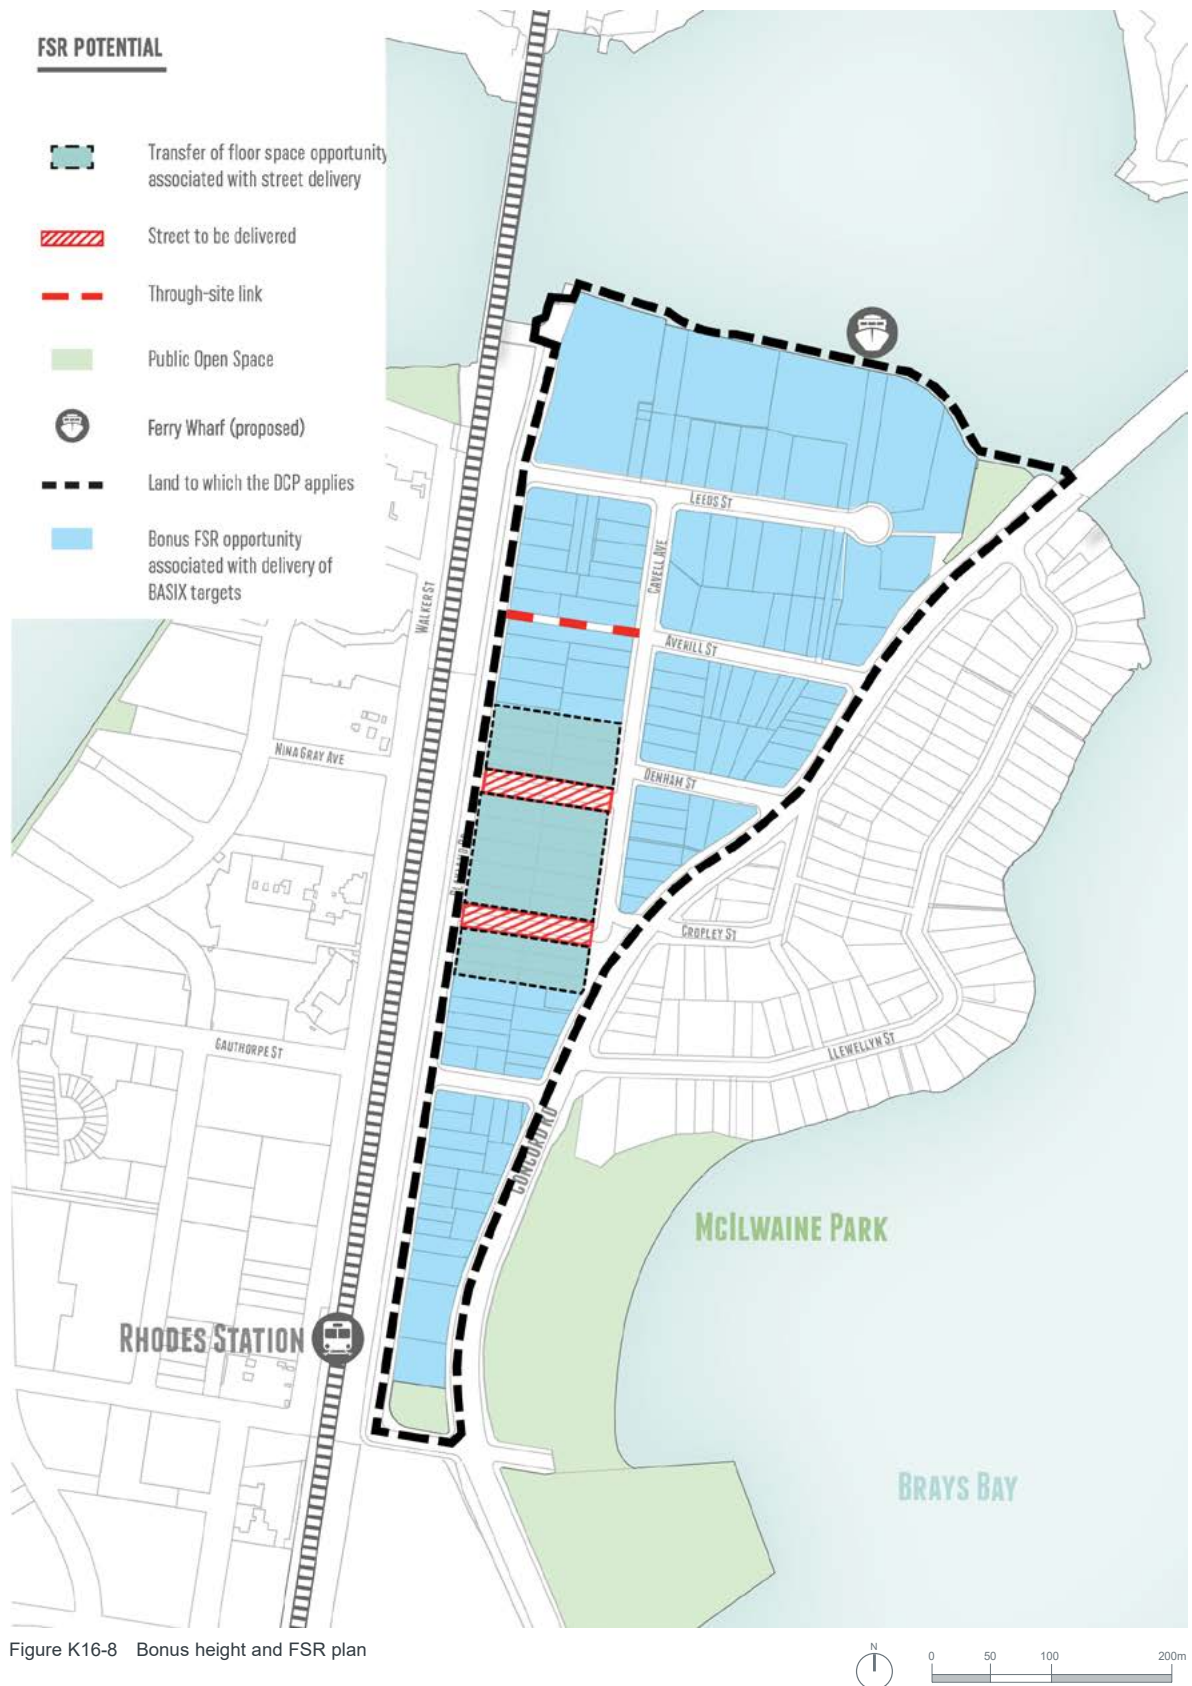 FSR POTENTIAL
Transfer of floor space opportunity
associated with street delivery
Street to be delivered
Through-site link
Public Open Space
Ferry Wharf (proposed)
Land to which the DCP applies
Bonus FSR opportunity
associated with delivery of
BASIX targets
LEEDS ST
CAVELL AVE
WALKER ST
AVERILL ST
NINA GRAY AVE
DENHAM ST
CROPLEY ST
GAUTHORPE ST
LLEWELLYN ST
CONCORD RD
MCILWAINE PARK
RHODES STATION
BRAYS BAY
Figure K16-8 Bonus height and FSR plan
N
0 50 100 200m